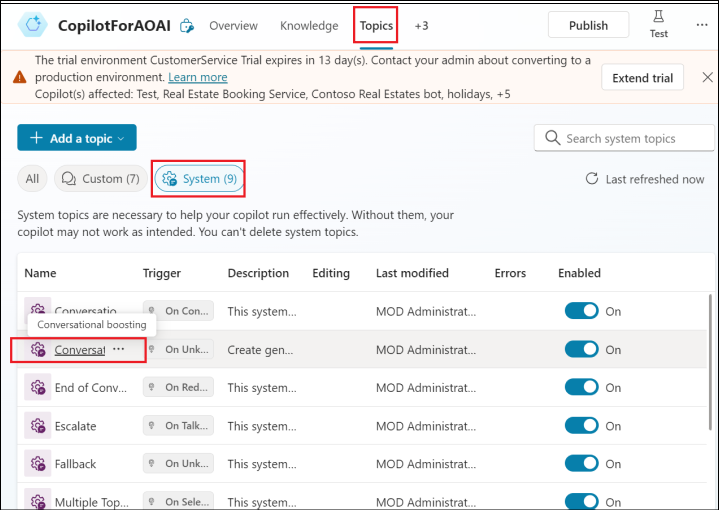 CopilotForAOAI Overview Knowledge Topics +3 Publish Test ...
The trial environment CustomerService Trial expires in 13 day(s). Contact your admin about converting to a
production environment. Learn more
Copilot(s) affected: Test, Real Estate Booking Service, Contoso Real Estates bot, holidays, +5
Extend trial
+ Add a topic
Search system topics
All Custom (7) System (9) Last refreshed now
System topics are necessary to help your copilot run effectively. Without them, your
copilot may not work as intended. You can't delete system topics.
Name Trigger Description Editing Last modified Errors Enabled
Conversatio... On Con... This system... MOD Administrat... On
Conversational boosting
Conversat ... On Unk... Create gen... MOD Administrat... On
End of Conv... On Red... This system... MOD Administrat... On
Escalate On Talk... This system... MOD Administrat... On
Fallback On Unk... This system... MOD Administrat... On
Multiple Top... On Sele... This system... MOD Administrat... On